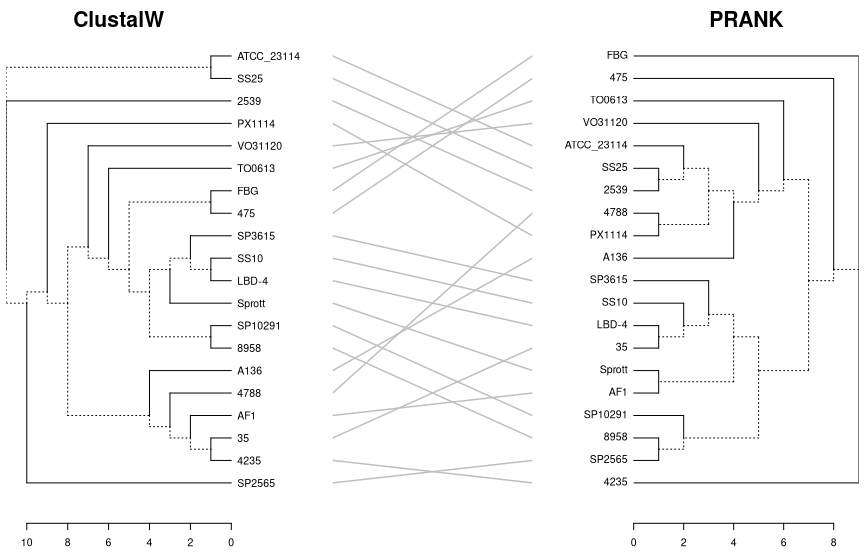 ClustalW
PRANK
ATCC_23114
SS25
2539
PX1114
VO31120
TO0613
FBG
475
SP3615
SS10
LBD-4
Sprott
SP10291
8958
A136
4788
AF1
35
4235
SP2565
10 8 6 4 2 0
FBG
475
TO0613
VO31120
ATCC_23114
SS25
2539
4788
PX1114
A136
SP3615
SS10
LBD-4
35
Sprott
AF1
SP10291
8958
SP2565
4235
0 2 4 6 8